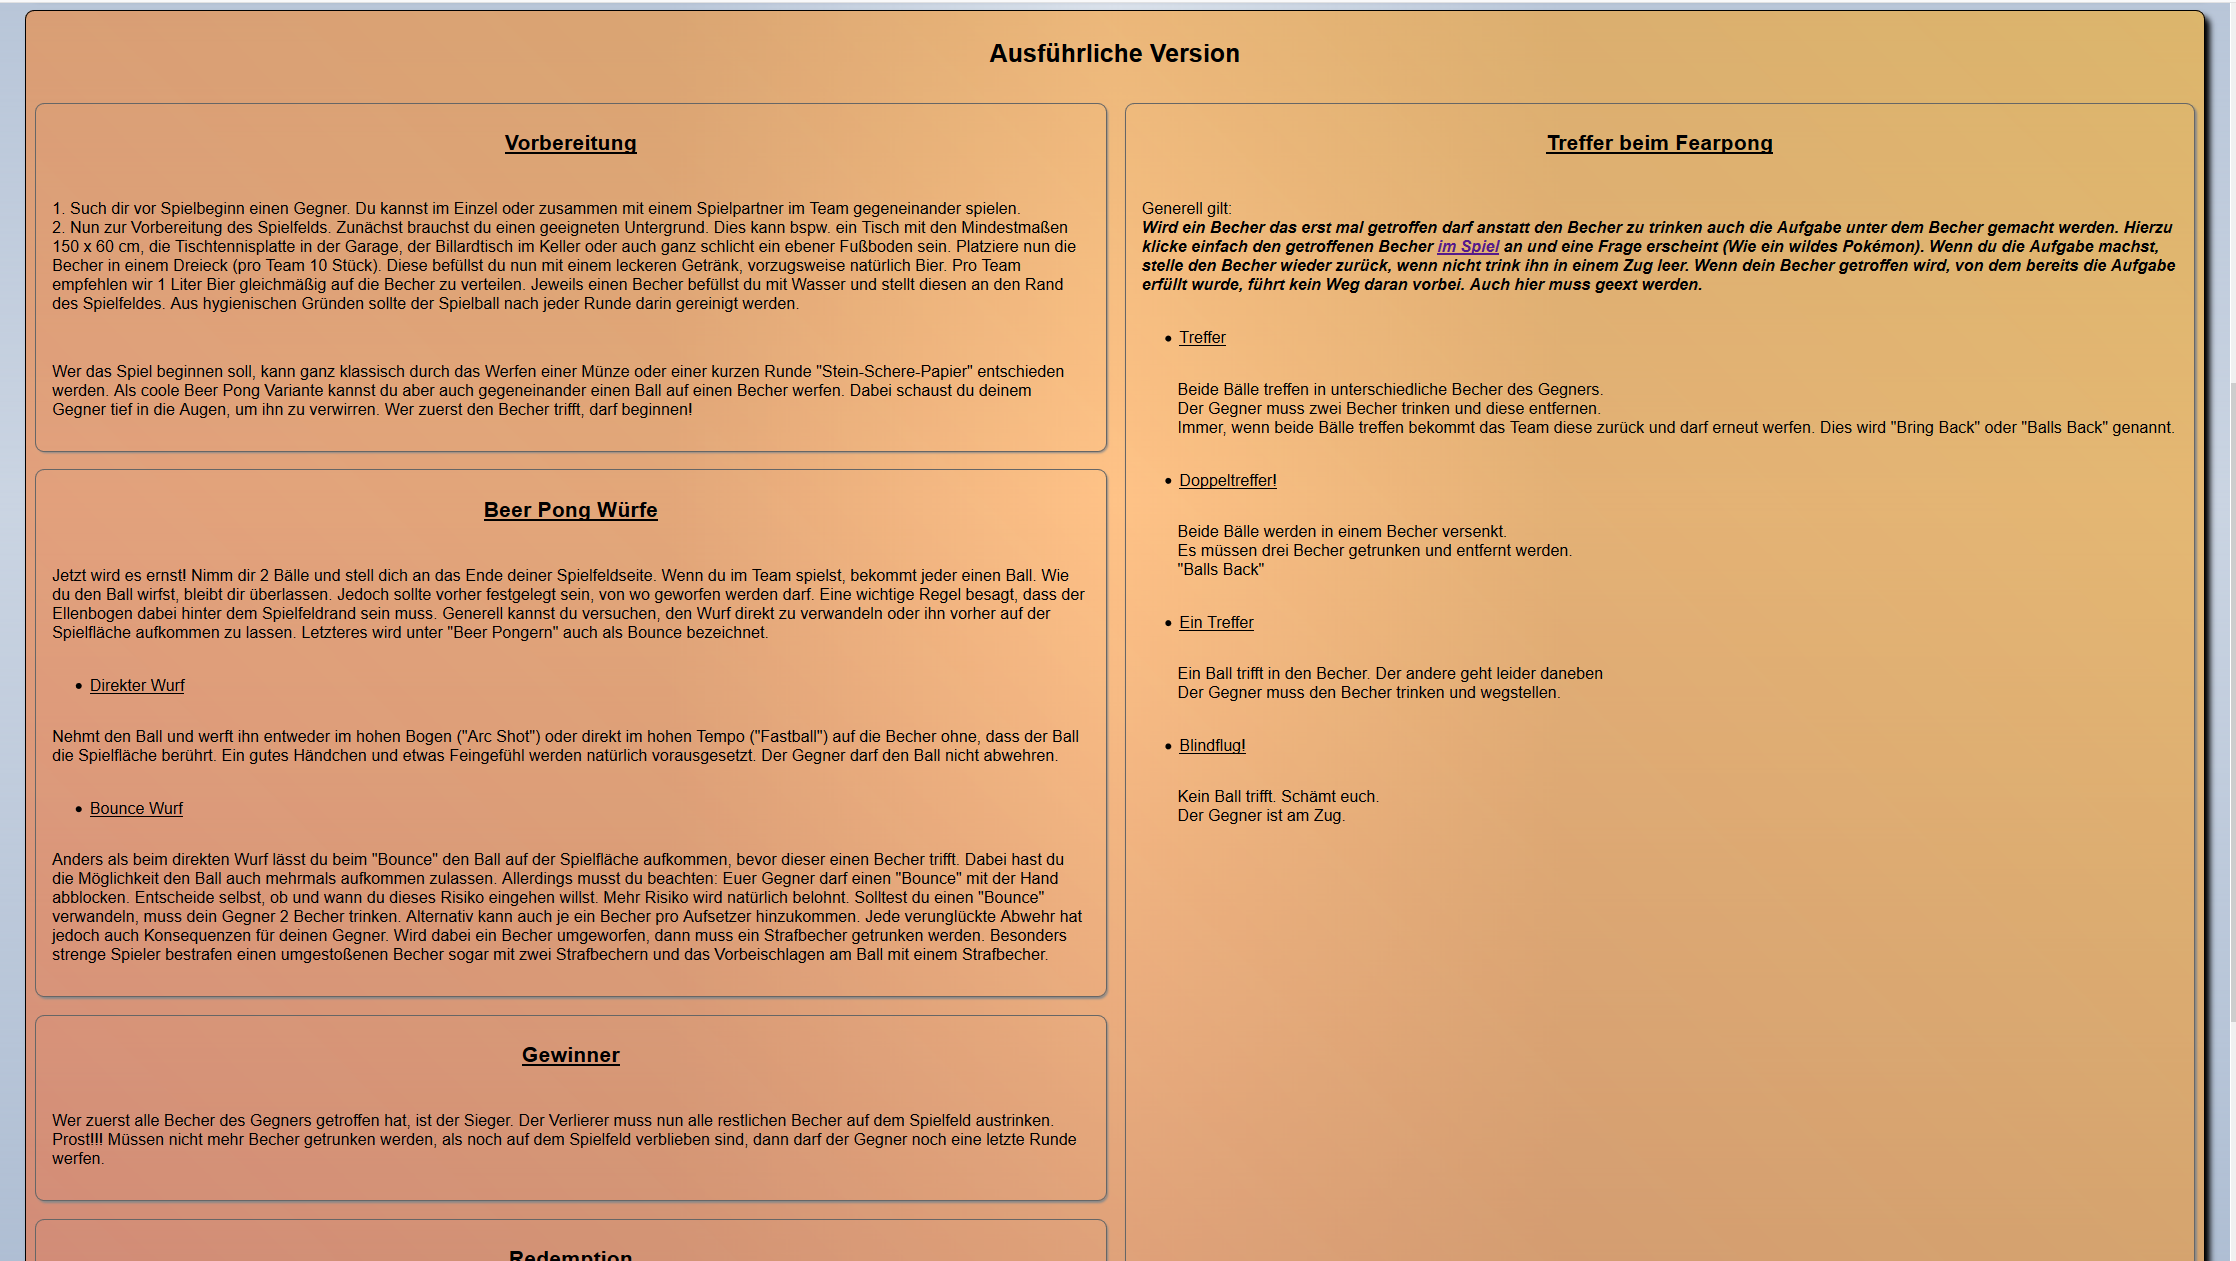 Ausführliche Version
Vorbereitung
1. Such dir vor Spielbeginn einen Gegner. Du kannst im Einzel oder zusammen mit einem Spielpartner im Team gegeneinander spielen.
2. Nun zur Vorbereitung des Spielfelds. Zunächst brauchst du einen geeigneten Untergrund. Dies kann bspw. ein Tisch mit den Mindestmaßen
150 x 60 cm, die Tischtennisplatte in der Garage, der Billardtisch im Keller oder auch ganz schlicht ein ebener Fußboden sein. Platziere nun die
Becher in einem Dreieck (pro Team 10 Stück). Diese befüllst du nun mit einem leckeren Getränk, vorzugsweise natürlich Bier. Pro Team
empfehlen wir 1 Liter Bier gleichmäßig auf die Becher zu verteilen. Jeweils einen Becher befüllst du mit Wasser und stellt diesen an den Rand
des Spielfeldes. Aus hygienischen Gründen sollte der Spielball nach jeder Runde darin gereinigt werden.
Wer das Spiel beginnen soll, kann ganz klassisch durch das Werfen einer Münze oder einer kurzen Runde "Stein-Schere-Papier" entschieden
werden. Als coole Beer Pong Variante kannst du aber auch gegeneinander einen Ball auf einen Becher werfen. Dabei schaust du deinem
Gegner tief in die Augen, um ihn zu verwirren. Wer zuerst den Becher trifft, darf beginnen!
Beer Pong Würfe
Jetzt wird es ernst! Nimm dir 2 Bälle und stell dich an das Ende deiner Spielfeldseite. Wenn du im Team spielst, bekommt jeder einen Ball. Wie
du den Ball wirfst, bleibt dir überlassen. Jedoch sollte vorher festgelegt sein, von wo geworfen werden darf. Eine wichtige Regel besagt, dass der
Ellenbogen dabei hinter dem Spielfeldrand sein muss. Generell kannst du versuchen, den Wurf direkt zu verwandeln oder ihn vorher auf der
Spielfläche aufkommen zu lassen. Letzteres wird unter "Beer Pongern" auch als Bounce bezeichnet.
• Direkter Wurf
Nehmt den Ball und werft ihn entweder im hohen Bogen ("Arc Shot") oder direkt im hohen Tempo ("Fastball") auf die Becher ohne, dass der Ball
die Spielfläche berührt. Ein gutes Händchen und etwas Feingefühl werden natürlich vorausgesetzt. Der Gegner darf den Ball nicht abwehren.
• Bounce Wurf
Anders als beim direkten Wurf lässt du beim "Bounce" den Ball auf der Spielfläche aufkommen, bevor dieser einen Becher trifft. Dabei hast du
die Möglichkeit den Ball auch mehrmals aufkommen zulassen. Allerdings musst du beachten: Euer Gegner darf einen "Bounce" mit der Hand
abblocken. Entscheide selbst, ob und wann du dieses Risiko eingehen willst. Mehr Risiko wird natürlich belohnt. Solltest du einen "Bounce"
verwandeln, muss dein Gegner 2 Becher trinken. Alternativ kann auch je ein Becher pro Aufsetzer hinzukommen. Jede verunglückte Abwehr hat
jedoch auch Konsequenzen für deinen Gegner. Wird dabei ein Becher umgeworfen, dann muss ein Strafbecher getrunken werden. Besonders
strenge Spieler bestrafen einen umgestoßenen Becher sogar mit zwei Strafbechern und das Vorbeischlagen am Ball mit einem Strafbecher.
Gewinner
Wer zuerst alle Becher des Gegners getroffen hat, ist der Sieger. Der Verlierer muss nun alle restlichen Becher auf dem Spielfeld austrinken.
Prost!!! Müssen nicht mehr Becher getrunken werden, als noch auf dem Spielfeld verblieben sind, dann darf der Gegner noch eine letzte Runde
werfen.
Redemption
Treffer beim Fearpong
Generell gilt:
Wird ein Becher das erst mal getroffen darf anstatt den Becher zu trinken auch die Aufgabe unter dem Becher gemacht werden. Hierzu
klicke einfach den getroffenen Becher im Spiel an und eine Frage erscheint (Wie ein wildes Pokémon). Wenn du die Aufgabe machst,
stelle den Becher wieder zurück, wenn nicht trink ihn in einem Zug leer. Wenn dein Becher getroffen wird, von dem bereits die Aufgabe
erfüllt wurde, führt kein Weg daran vorbei. Auch hier muss geext werden.
• Treffer
Beide Bälle treffen in unterschiedliche Becher des Gegners.
Der Gegner muss zwei Becher trinken und diese entfernen.
Immer, wenn beide Bälle treffen bekommt das Team diese zurück und darf erneut werfen. Dies wird "Bring Back" oder "Balls Back" genannt.
• Doppeltreffer!
Beide Bälle werden in einem Becher versenkt.
Es müssen drei Becher getrunken und entfernt werden.
"Balls Back"
• Ein Treffer
Ein Ball trifft in den Becher. Der andere geht leider daneben
Der Gegner muss den Becher trinken und wegstellen.
• Blindflug!
Kein Ball trifft. Schämt euch.
Der Gegner ist am Zug.